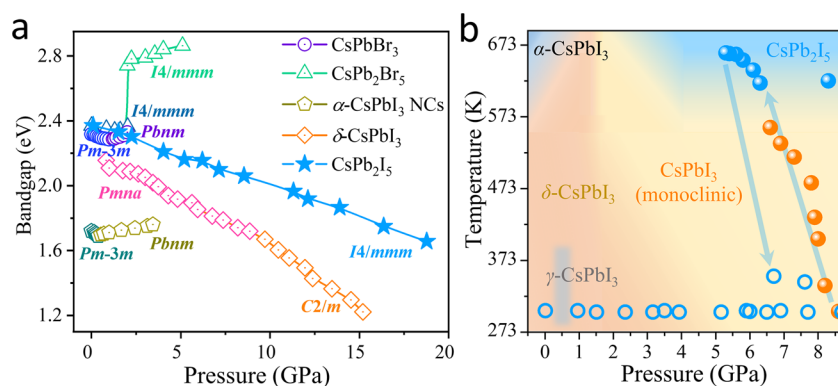 a
Bandgap (eV)
2.8
2.4
2.0
1.6
1.2
0
5
10
15
20
Pressure (GPa)
I4/mmm
I4/mmm
Pbnm
Pm-3m
Pmna
Pm-3m
Pbnm
C2/m
I4/mmm
CsPbBr₃
CsPb₂Br₅
α-CsPbI₃ NCs
δ-CsPbI₃
CsPb₂I₅
b
Temperature (K)
673
573
473
373
273
0
1
2
3
4
5
6
7
8
Pressure (GPa)
α-CsPbI₃
CsPb₂I₅
δ-CsPbI₃
CsPbI₃
(monoclinic)
γ-CsPbI₃